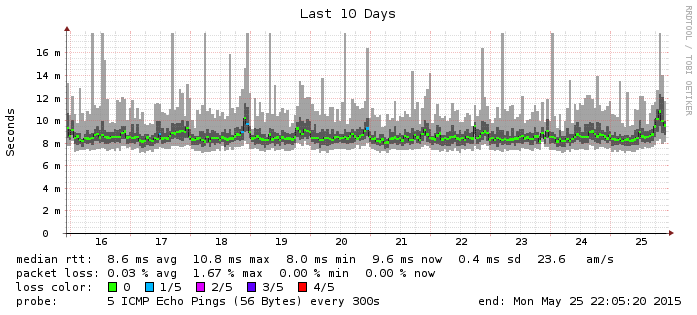 Last 10 Days
RRDTOOL / TOBI OETIKER
Seconds
16 m
14 m
12 m
10 m
8 m
6 m
4 m
2 m
0
16 17 18 19 20 21 22 23 24 25
median rtt: 8.6 ms avg 10.8 ms max 8.0 ms min 9.6 ms now 0.4 ms sd 23.6 am/s
packet loss: 0.03 % avg 1.67 % max 0.00 % min 0.00 % now
loss color: 0 1/5 2/5 3/5 4/5
probe: 5 ICMP Echo Pings (56 Bytes) every 300s end: Mon May 25 22:05:20 2015